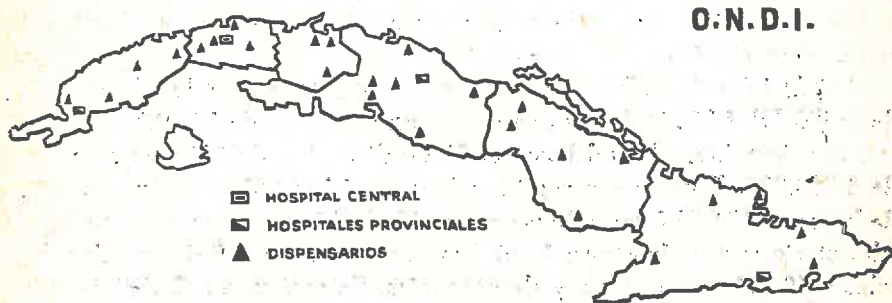 O.N.D.I.
HOSPITAL CENTRAL
HOSPITALES PROVINCIALES
DISPENSARIOS